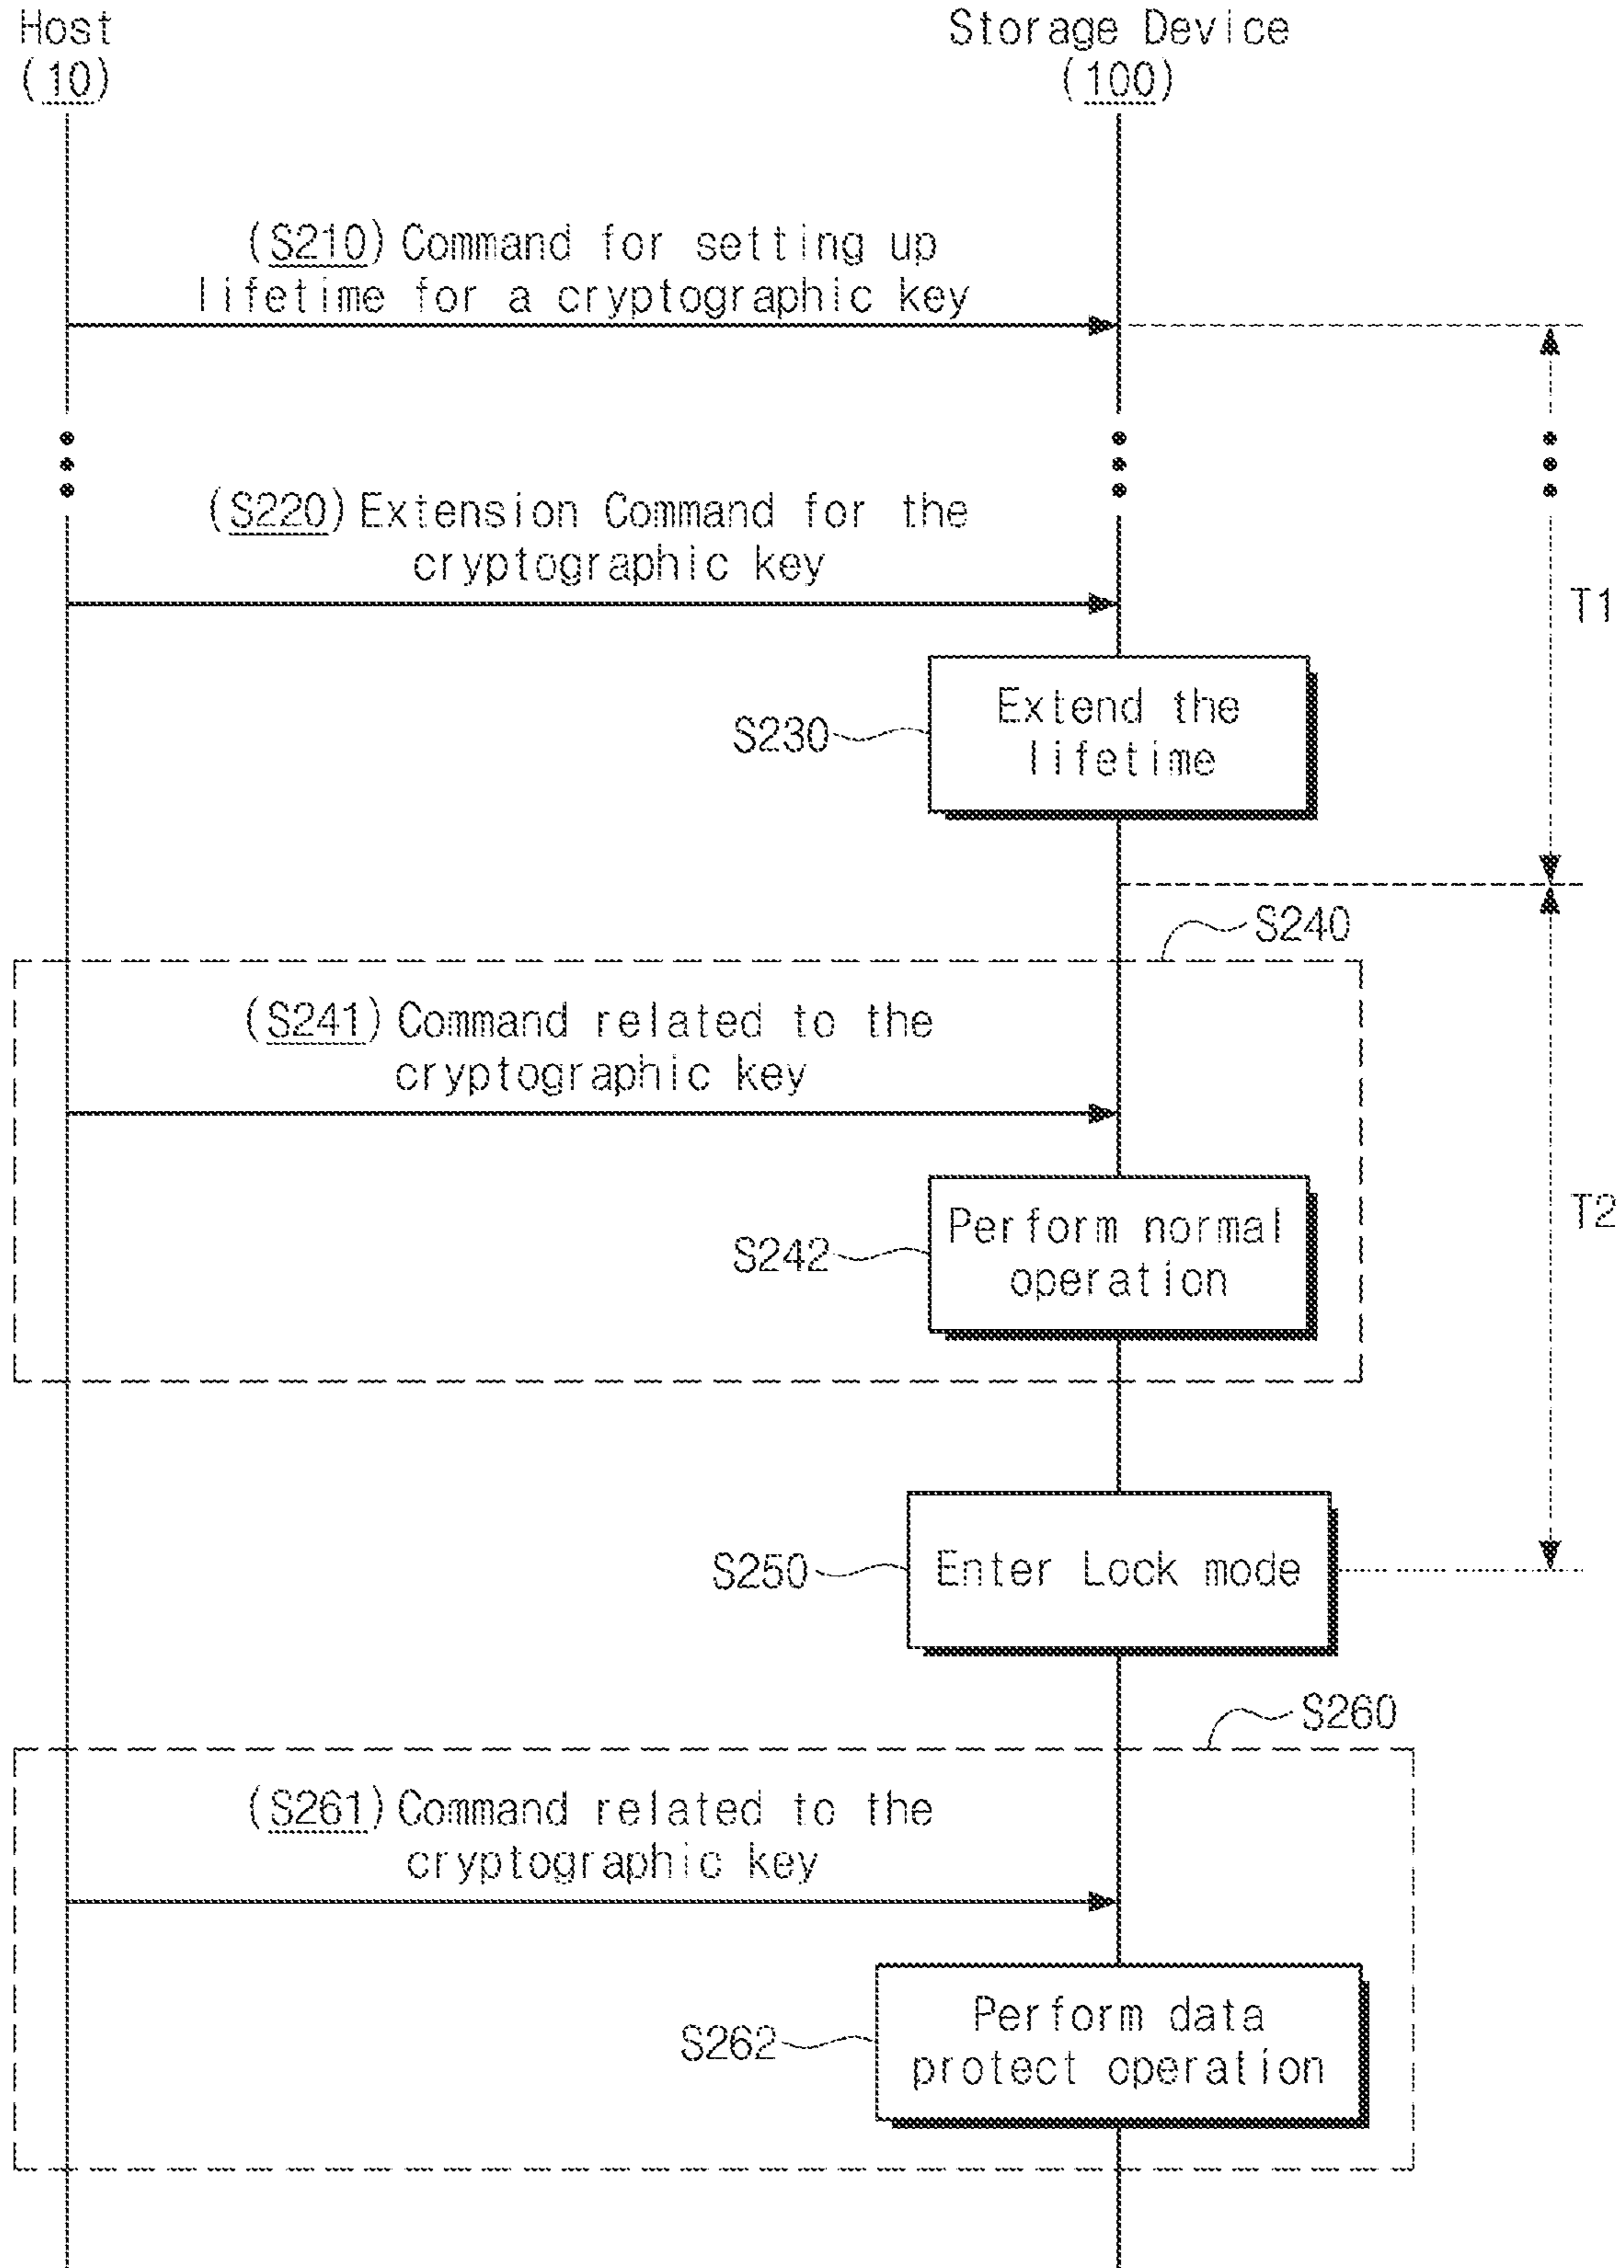 Host
(10)
Storage Device
(100)
(S210) Command for setting up
lifetime for a cryptographic key
(S220) Extension Command for the
cryptographic key
T1
S230
Extend the
lifetime
S240
(S241) Command related to the
cryptographic key
T2
S242
Perform normal
operation
S250
Enter Lock mode
S260
(S261) Command related to the
cryptographic key
S262
Perform data
protect operation